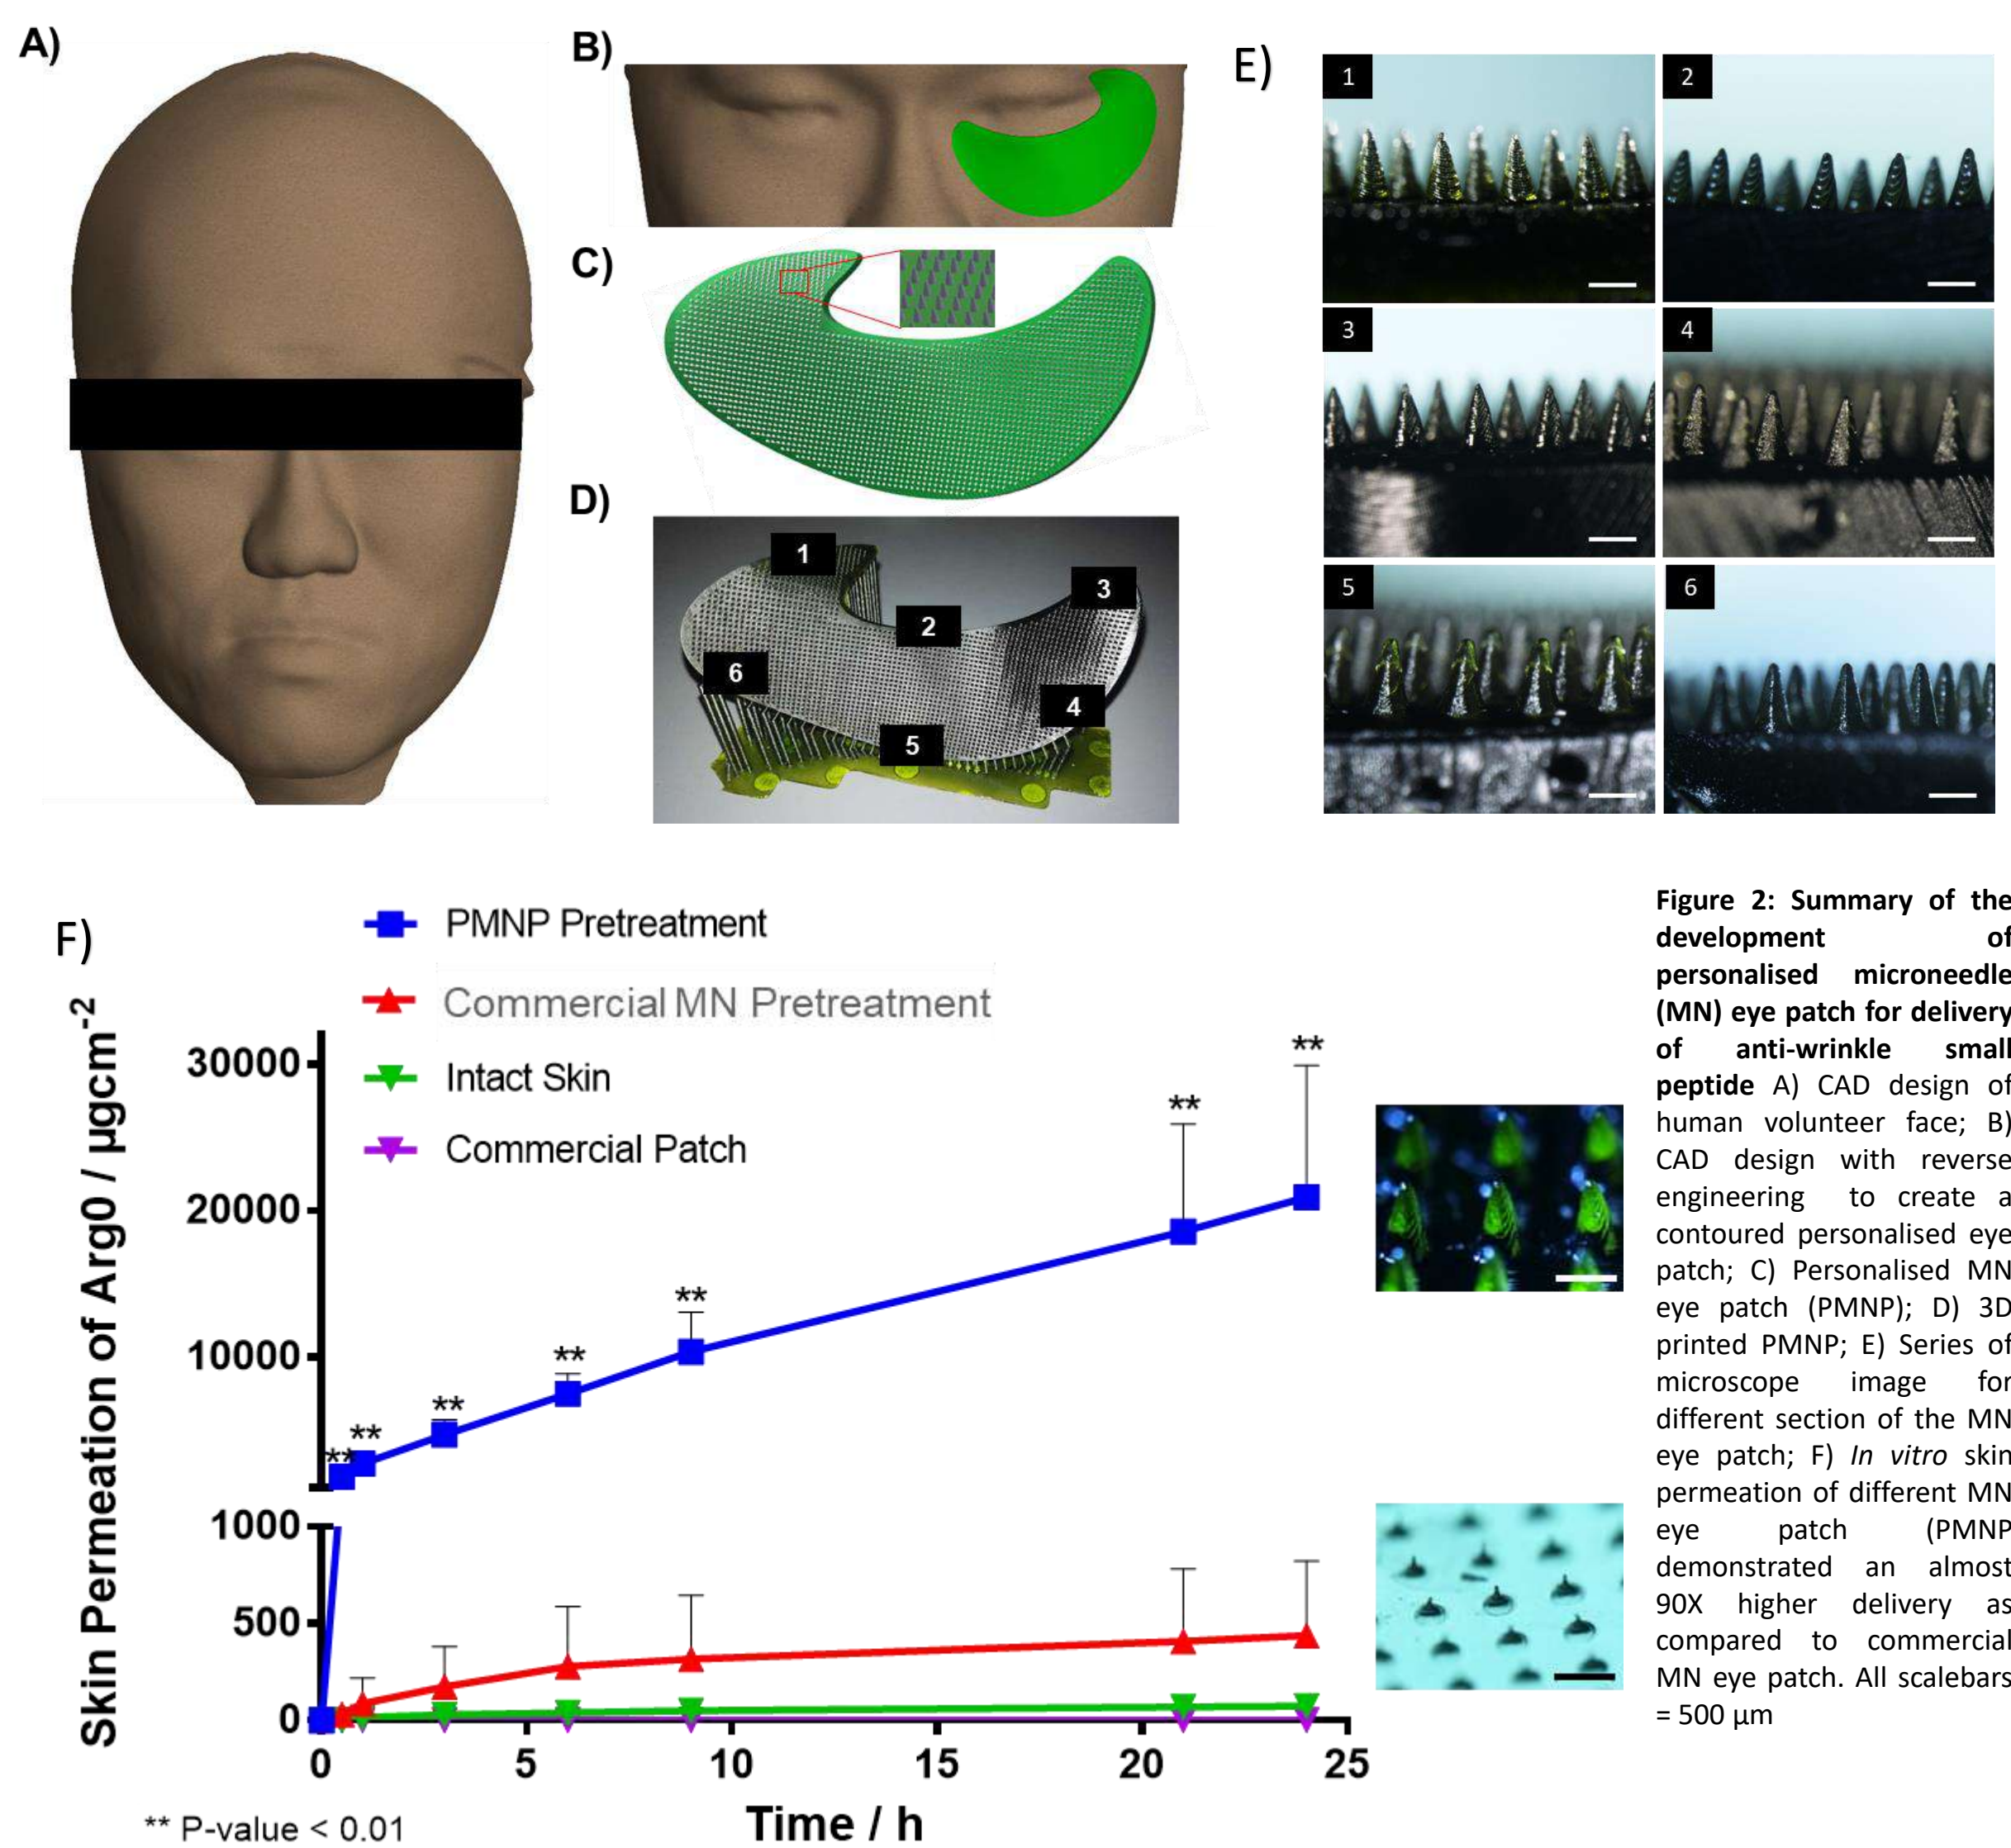 A)
B)
C)
D)
1
2
3
4
5
6
E)
1
2
3
4
5
6
F)
PMNP Pretreatment
Commercial MN Pretreatment
Intact Skin
Commercial Patch
Skin Permeation of Arg0 / µgcm-2
30000
20000
10000
1000
500
0
**
**
**
**
**
**
**
0
5
10
15
20
25
Time / h
** P-value < 0.01
Figure 2: Summary of the
development of
personalised microneedle
(MN) eye patch for delivery
of anti-wrinkle small
peptide A) CAD design of
human volunteer face; B)
CAD design with reverse
engineering to create a
contoured personalised eye
patch; C) Personalised MN
eye patch (PMNP); D) 3D
printed PMNP; E) Series of
microscope image for
different section of the MN
eye patch; F) In vitro skin
permeation of different MN
eye patch (PMNP
demonstrated an almost
90X higher delivery as
compared to commercial
MN eye patch. All scalebars
= 500 µm